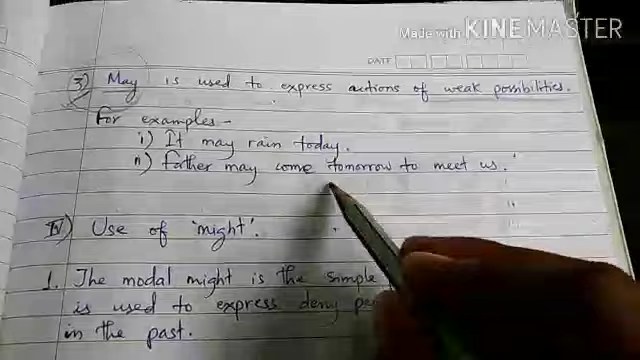 Made with KINEMASTER
DATE
3) May is used to express actions of weak possibilities.
For examples -
i) It may rain today.
ii) Father may come tomorrow to meet us.
IV) Use of 'might'.
1. The modal might is the simple
is used to express deny
in the past.